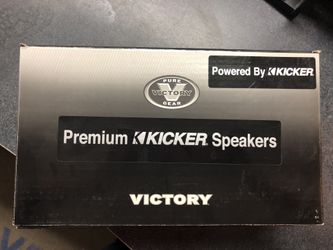 Powered By KICKER
PURE
VICTORY
GEAR
Premium KICKER Speakers
VICTORY